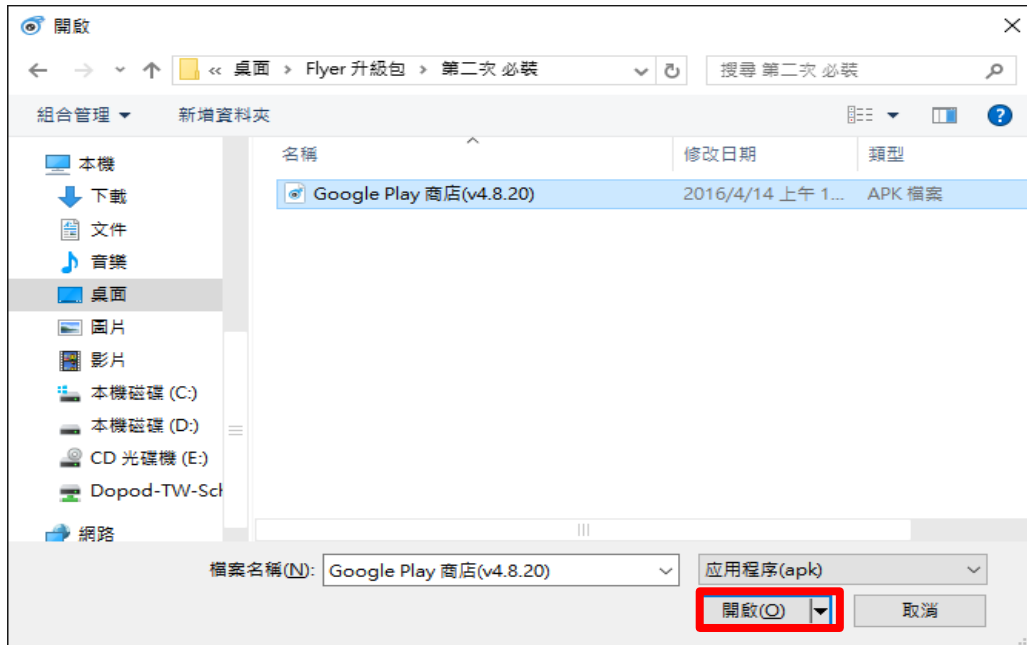 開啟
« 桌面 › Flyer 升級包 › 第二次 必裝
搜尋 第二次 必裝
組合管理 新增資料夾
名稱 修改日期 類型
Google Play 商店(v4.8.20) 2016/4/14 上午 1... APK 檔案
本機
下載
文件
音樂
桌面
圖片
影片
本機磁碟 (C:)
本機磁碟 (D:)
CD 光碟機 (E:)
Dopod-TW-Sch
網路
檔案名稱(N): Google Play 商店(v4.8.20) 应用程序(apk)
開啟(O) 取消